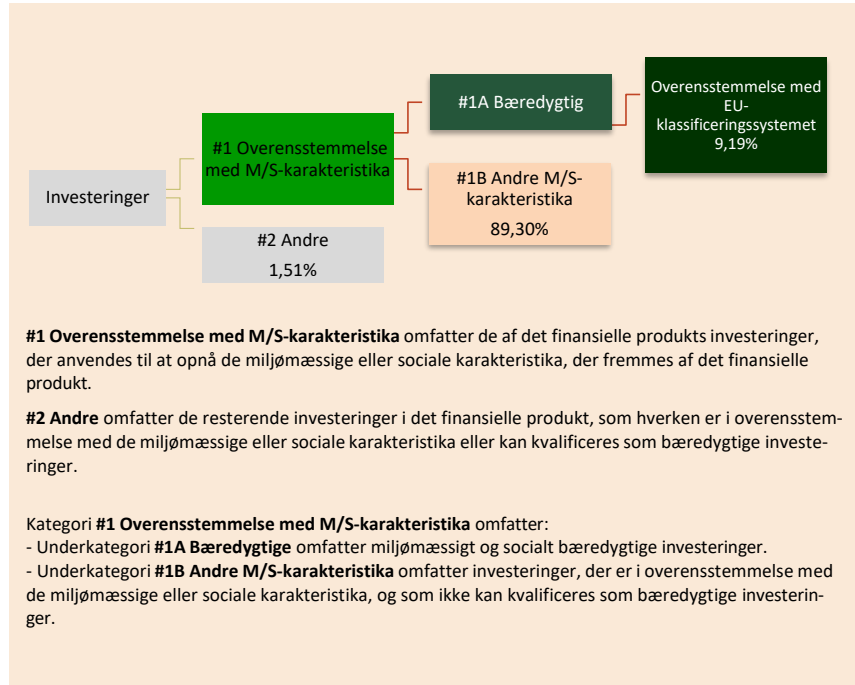 Investeringer
#1 Overensstemmelse
med M/S-karakteristika
#2 Andre
1,51%
#1A Bæredygtig
#1B Andre M/S-
karakteristika
89,30%
Overensstemmelse med
EU-
klassificeringssystemet
9,19%
#1 Overensstemmelse med M/S-karakteristika omfatter de af det finansielle produkts investeringer,
der anvendes til at opnå de miljømæssige eller sociale karakteristika, der fremmes af det finansielle
produkt.
#2 Andre omfatter de resterende investeringer i det finansielle produkt, som hverken er i overensstem-
melse med de miljømæssige eller sociale karakteristika eller kan kvalificeres som bæredygtige investe-
ringer.
Kategori #1 Overensstemmelse med M/S-karakteristika omfatter:
- Underkategori #1A Bæredygtige omfatter miljømæssigt og socialt bæredygtige investeringer.
- Underkategori #1B Andre M/S-karakteristika omfatter investeringer, der er i overensstemmelse med
de miljømæssige eller sociale karakteristika, og som ikke kan kvalificeres som bæredygtige investerin-
ger.